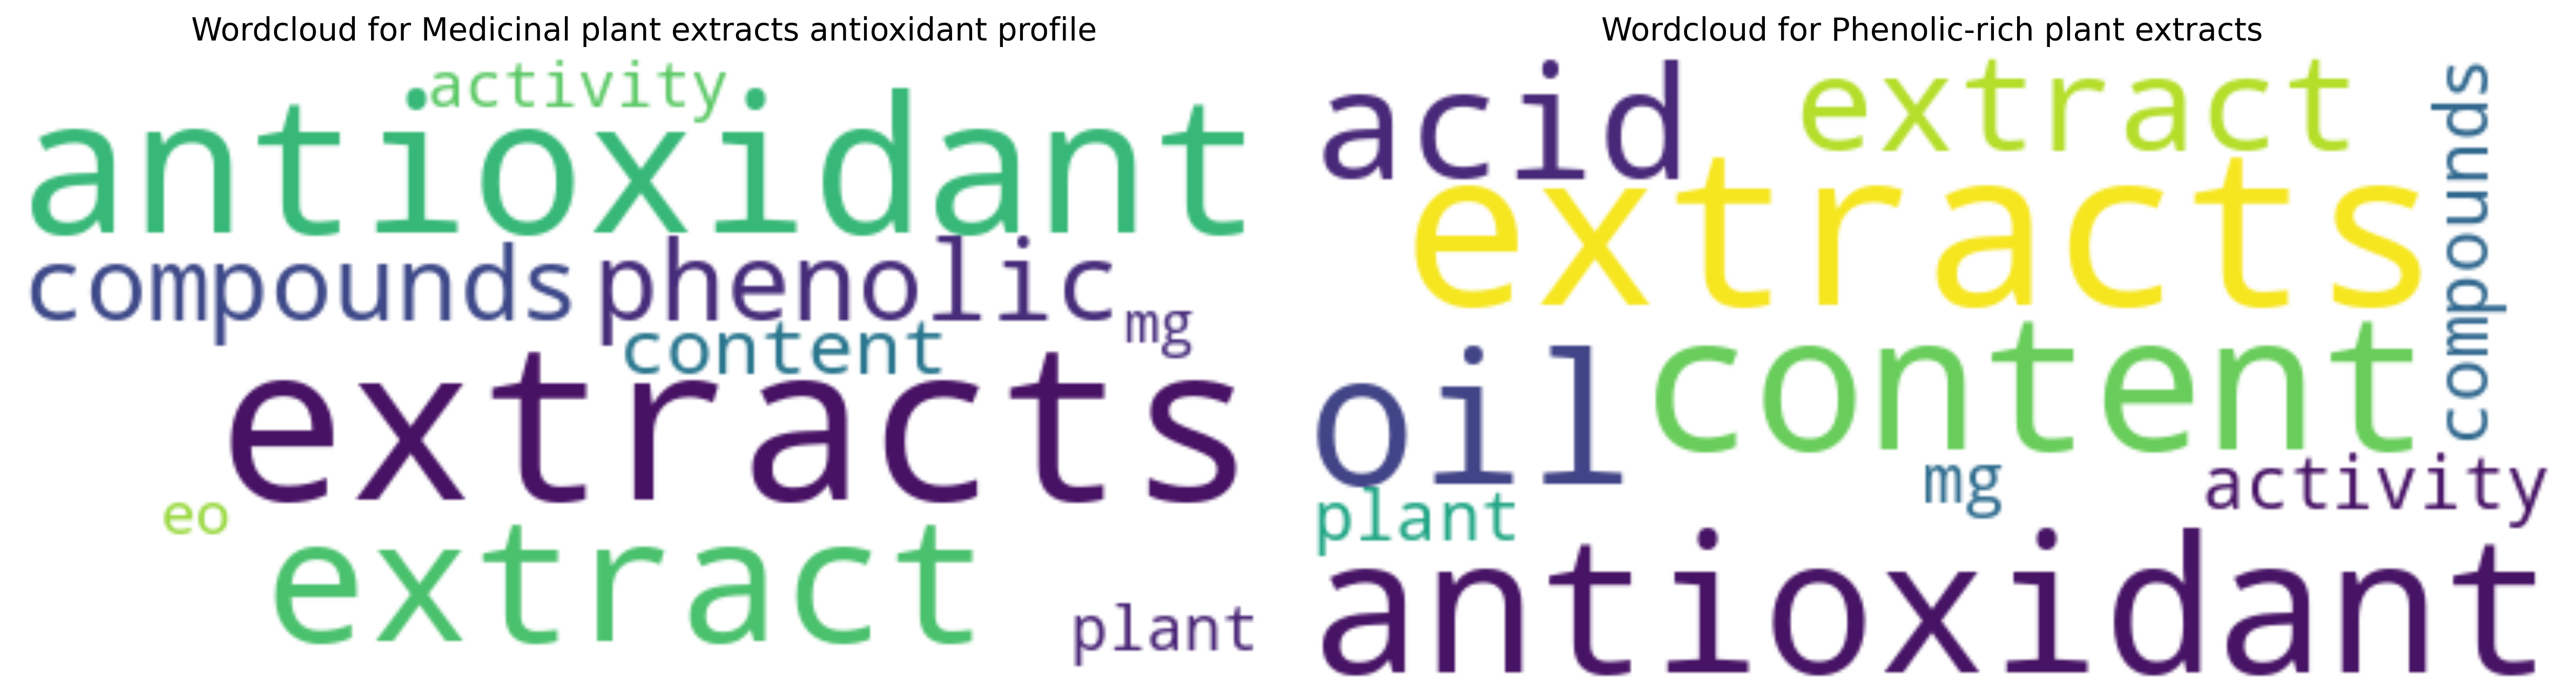 Wordcloud for Medicinal plant extracts antioxidant profile
activity
antioxidant
compounds phenolic
mg
content
extracts
eo
extract
plant
Wordcloud for Phenolic-rich plant extracts
acid extract
compounds
extracts
oil content
mg activity
plant
antioxidant